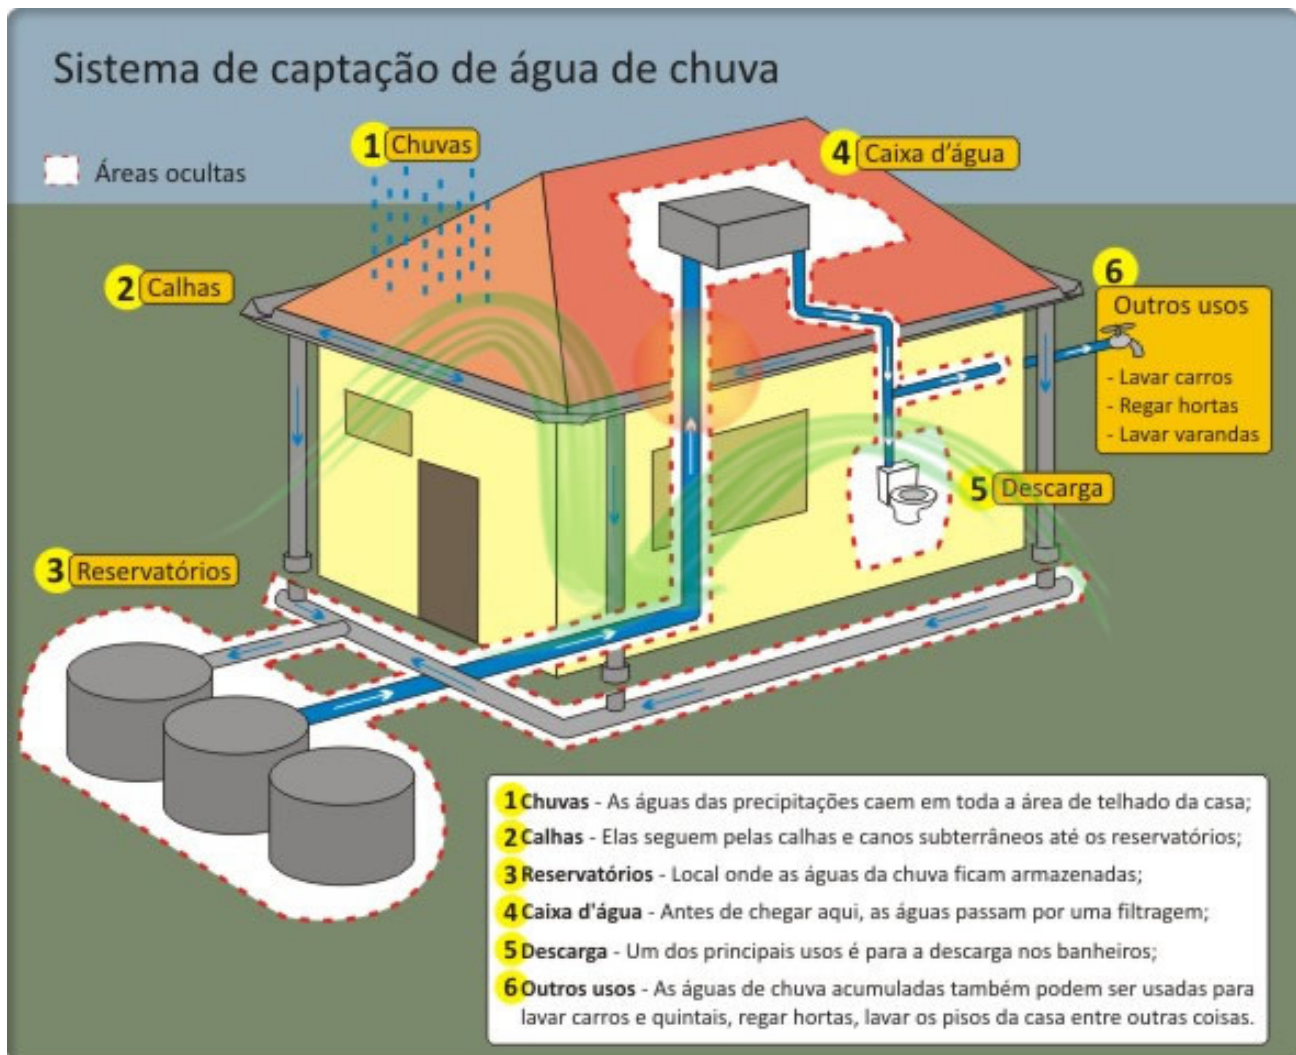 Sistema de captação de água de chuva
Áreas ocultas
1 Chuvas
4 Caixa d'água
2 Calhas
6
Outros usos
- Lavar carros
- Regar hortas
- Lavar varandas
5 Descarga
3 Reservatórios
1 Chuvas - As águas das precipitações caem em toda a área de telhado da casa;
2 Calhas - Elas seguem pelas calhas e canos subterrâneos até os reservatórios;
3 Reservatórios - Local onde as águas da chuva ficam armazenadas;
4 Caixa d'água - Antes de chegar aqui, as águas passam por uma filtragem;
5 Descarga - Um dos principais usos é para a descarga nos banheiros;
6 Outros usos - As águas de chuva acumuladas também podem ser usadas para
lavar carros e quintais, regar hortas, lavar os pisos da casa entre outras coisas.